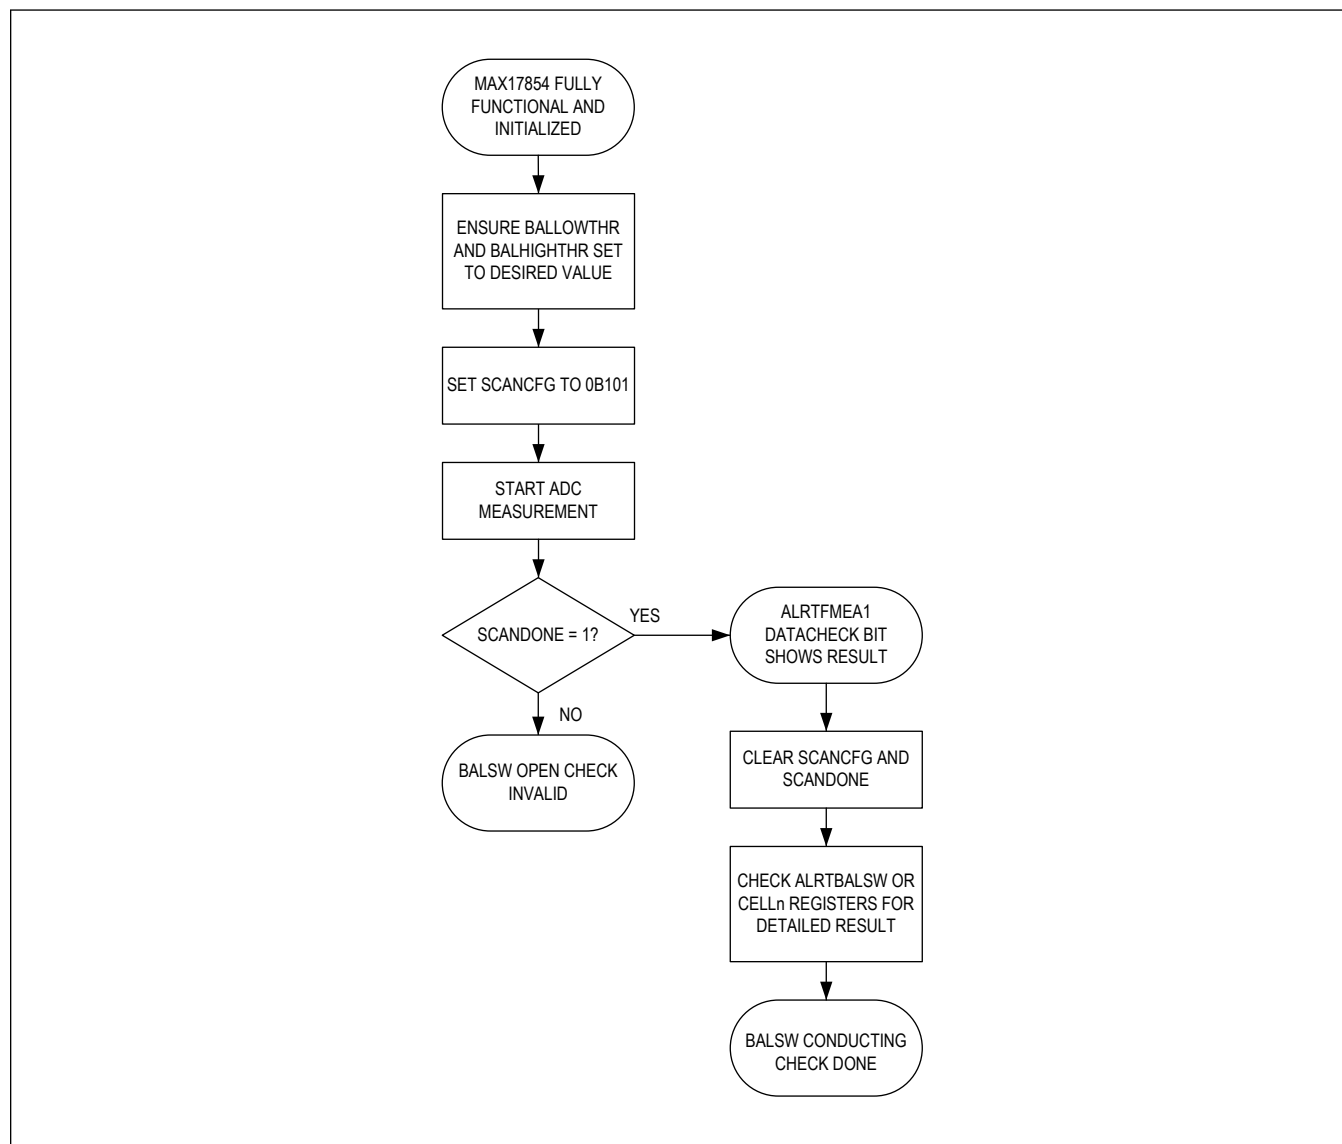 MAX17854 FULLY
FUNCTIONAL AND
INITIALIZED
ENSURE BALLOWTHR
AND BALHIGHTHR SET
TO DESIRED VALUE
SET SCANCFG TO 0B101
START ADC
MEASUREMENT
SCANDONE = 1?
YES
NO
BALSW OPEN CHECK
INVALID
ALRTFMEA1
DATACHECK BIT
SHOWS RESULT
CLEAR SCANCFG AND
SCANDONE
CHECK ALRTBALSW OR
CELLn REGISTERS FOR
DETAILED RESULT
BALSW CONDUCTING
CHECK DONE